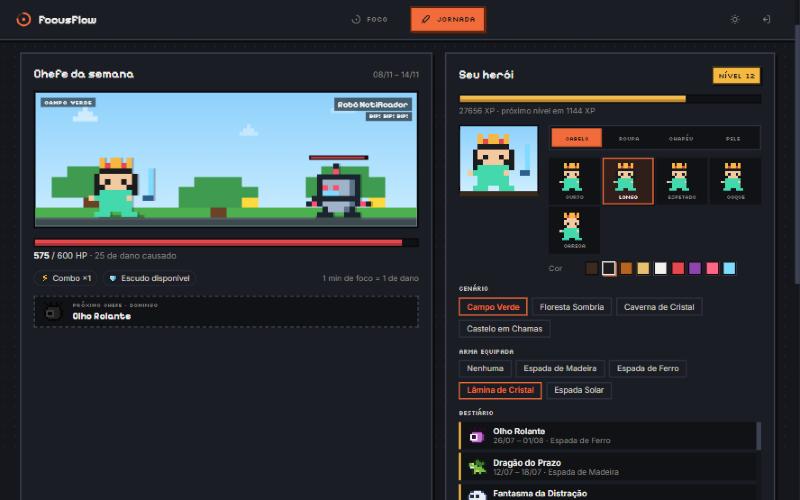 FocusFlow
FOCO
JORNADA
Chefe da semana
08/11 – 14/11
CAMPO VERDE
Robô Notificador
BIP! BIP! BIP!
575 / 600 HP · 25 de dano causado
Combo ×1
Escudo disponível
1 min de foco = 1 de dano
PRÓXIMO CHEFE · DOMINGO
Olho Rolante
Seu herói
NÍVEL 12
27656 XP · próximo nível em 1144 XP
CABELO
ROUPA
CHAPÉU
PELE
CURTO
LONGO
ESPETADO
COQUE
CARECA
Cor
CENÁRIO
Campo Verde
Floresta Sombria
Caverna de Cristal
Castelo em Chamas
ARMA EQUIPADA
Nenhuma
Espada de Madeira
Espada de Ferro
Lâmina de Cristal
Espada Solar
BESTIÁRIO
Olho Rolante
26/07 – 01/08 · Espada de Ferro
Dragão do Prazo
12/07 – 18/07 · Espada de Madeira
Fantasma da Distração